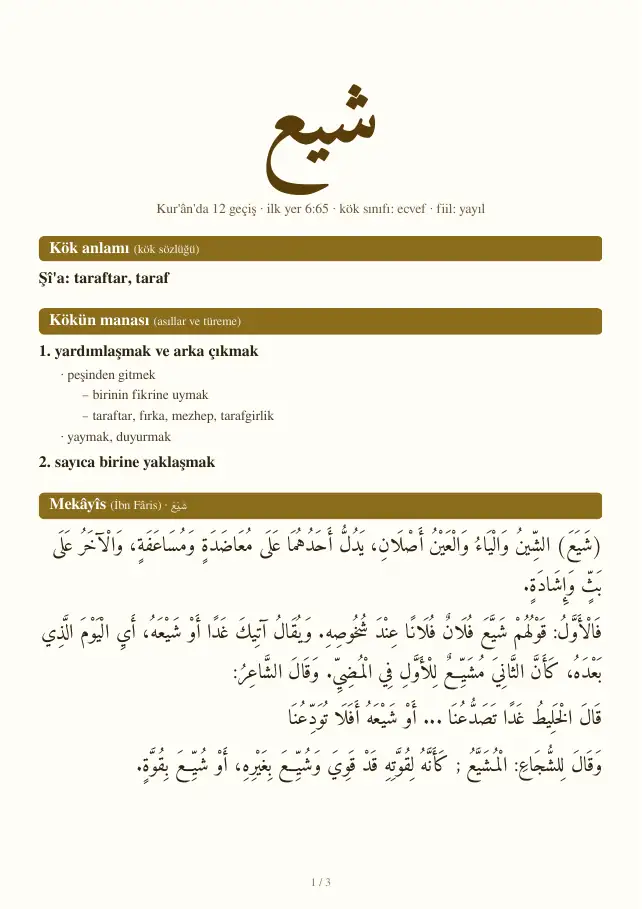 شيع
Kur'ân'da 12 geçiş · ilk yer 6:65 · kök sınıfı: ecvef · fiil: yayıl
Kök anlamı (kök sözlüğü)
Şî'a: taraftar, taraf
Kökün manası (asıllar ve türeme)
1. yardımlaşmak ve arka çıkmak
· peşinden gitmek
– birinin fikrine uymak
– taraftar, fırka, mezhep, tarafgirlik
· yaymak, duyurmak
2. sayıca birine yaklaşmak
Mekâyîs (İbn Fâris) · شَيَعَ
(شَيَعَ) الشِّينُ وَالْيَاءُ وَالْعَيْنُ أَصْلَانِ، يَدُلُّ أَحَدُهُمَا عَلَى مُعَاضَدَةٍ وَمُسَاعَفَةٍ، وَالْآخَرُ عَلَى
بَثٍّ وَإِشَادَةٍ.
فَالْأَوَّلُ: قَوْلُهُمْ شَيَّعَ فُلَانٌ فُلَانًا عِنْدَ شُخُوصِهِ. وَيُقَالُ آتِيكَ غَدًا أَوْ شَيْعَهُ، أَيِ الْيَوْمَ الَّذِي
بَعْدَهُ، كَأَنَّ الثَّانِيَ مُشَيِّعٌ لِلْأَوَّلِ فِي الْمُضِيِّ. وَقَالَ الشَّاعِرُ:
قَالَ الْخَلِيطُ غَدًا تَصَدُّعُنَا ... أَوْ شَيْعَهُ أَفَلَا تُوَدِّعُنَا
وَقَالَ لِلشُّجَاعِ: الْمُشَيَّعُ ; كَأَنَّهُ لِقُوَّتِهِ قَدْ قَوِيَ وَشُيِّعَ بِغَيْرِهِ، أَوْ شُيِّعَ بِقُوَّةٍ.
1 / 3